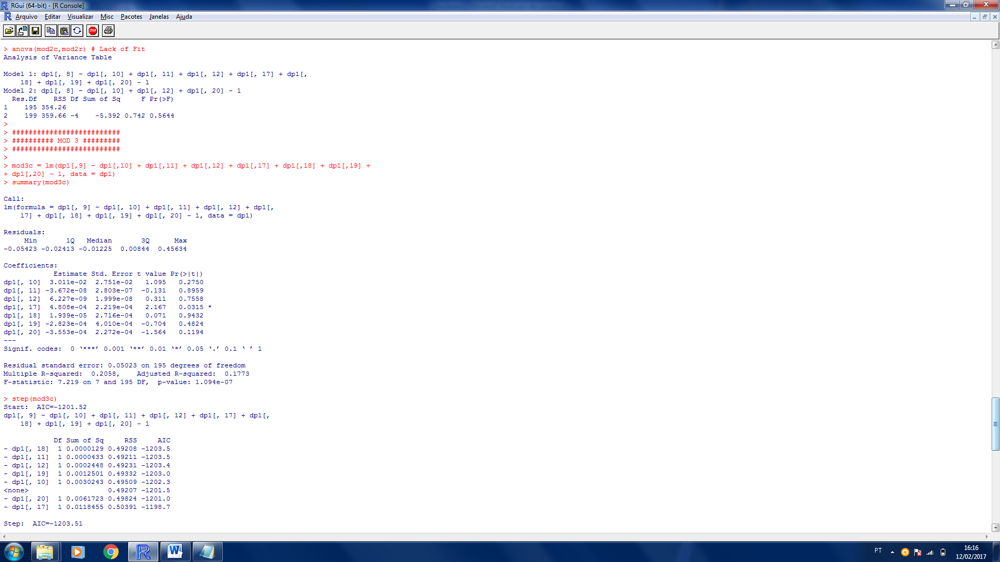 RGui (64-bit) - [R Console]
Arquivo Editar Visualizar Misc Pacotes Janelas Ajuda
STOP
> anova(mod2c,mod2r) # Lack of Fit
Analysis of Variance Table
Model 1: dp1[, 8] ~ dp1[, 10] + dp1[, 11] + dp1[, 12] + dp1[, 17] + dp1[,
    18] + dp1[, 19] + dp1[, 20] - 1
Model 2: dp1[, 8] ~ dp1[, 10] + dp1[, 12] + dp1[, 20] - 1
  Res.Df    RSS Df Sum of Sq     F Pr(>F)
1    195 354.26
2    199 359.66 -4    -5.392 0.742 0.5644
>
> ##########################
> ########## MOD 3 #########
> ##########################
>
> mod3c = lm(dp1[,9] ~ dp1[,10] + dp1[,11] + dp1[,12] + dp1[,17] + dp1[,18] + dp1[,19] +
+ dp1[,20] - 1, data = dp1)
> summary(mod3c)
Call:
lm(formula = dp1[, 9] ~ dp1[, 10] + dp1[, 11] + dp1[, 12] + dp1[,
    17] + dp1[, 18] + dp1[, 19] + dp1[, 20] - 1, data = dp1)
Residuals:
     Min       1Q   Median       3Q      Max
-0.05423 -0.02413 -0.01225  0.00844  0.45634
Coefficients:
            Estimate Std. Error t value Pr(>|t|)
dp1[, 10]  3.011e-02  2.751e-02   1.095   0.2750
dp1[, 11] -3.672e-08  2.803e-07  -0.131   0.8959
dp1[, 12]  6.227e-09  1.999e-08   0.311   0.7558
dp1[, 17]  4.808e-04  2.219e-04   2.167   0.0315 *
dp1[, 18]  1.939e-05  2.716e-04   0.071   0.9432
dp1[, 19] -2.823e-04  4.010e-04  -0.704   0.4824
dp1[, 20] -3.553e-04  2.272e-04  -1.564   0.1194
---
Signif. codes:  0 ‘***’ 0.001 ‘**’ 0.01 ‘*’ 0.05 ‘.’ 0.1 ‘ ’ 1
Residual standard error: 0.05023 on 195 degrees of freedom
Multiple R-squared:  0.2058,    Adjusted R-squared:  0.1773
F-statistic: 7.219 on 7 and 195 DF,  p-value: 1.094e-07
> step(mod3c)
Start:  AIC=-1201.52
dp1[, 9] ~ dp1[, 10] + dp1[, 11] + dp1[, 12] + dp1[, 17] + dp1[,
    18] + dp1[, 19] + dp1[, 20] - 1
            Df Sum of Sq     RSS     AIC
- dp1[, 18]  1 0.0000129 0.49208 -1203.5
- dp1[, 11]  1 0.0000433 0.49211 -1203.5
- dp1[, 12]  1 0.0002448 0.49231 -1203.4
- dp1[, 19]  1 0.0012501 0.49332 -1203.0
- dp1[, 10]  1 0.0030243 0.49509 -1202.3
<none>                   0.49207 -1201.5
- dp1[, 20]  1 0.0061723 0.49824 -1201.0
- dp1[, 17]  1 0.0118455 0.50391 -1198.7
Step:  AIC=-1203.51
PT
16:16
12/02/2017